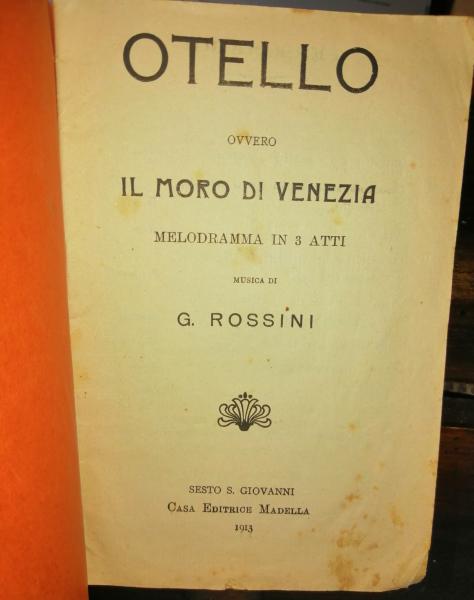 OTELLO
OVVERO
IL MORO DI VENEZIA
MELODRAMMA IN 3 ATTI
MUSICA DI
G. ROSSINI
SESTO S. GIOVANNI
CASA EDITRICE MADELLA
1913